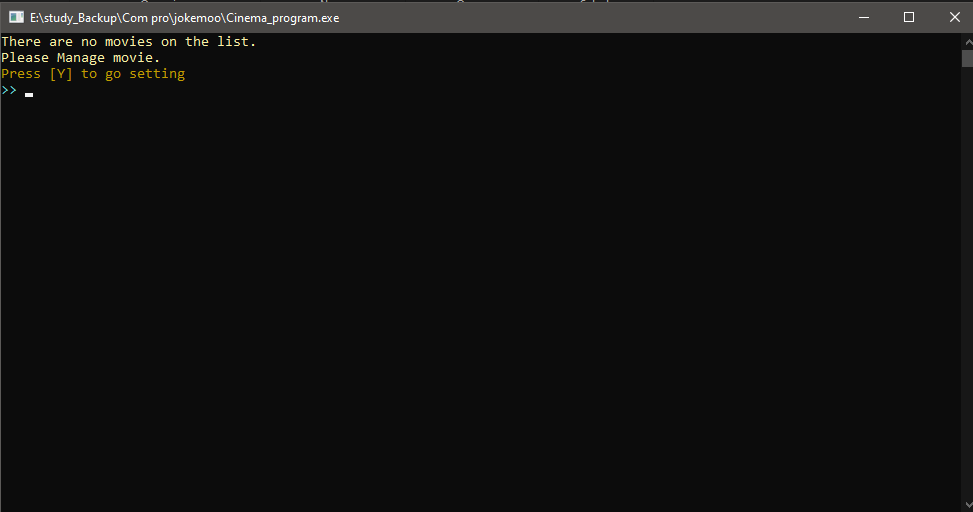 E:\study_Backup\Com pro\jokemoo\Cinema_program.exe
There are no movies on the list.
Please Manage movie.
Press [Y] to go setting
>>